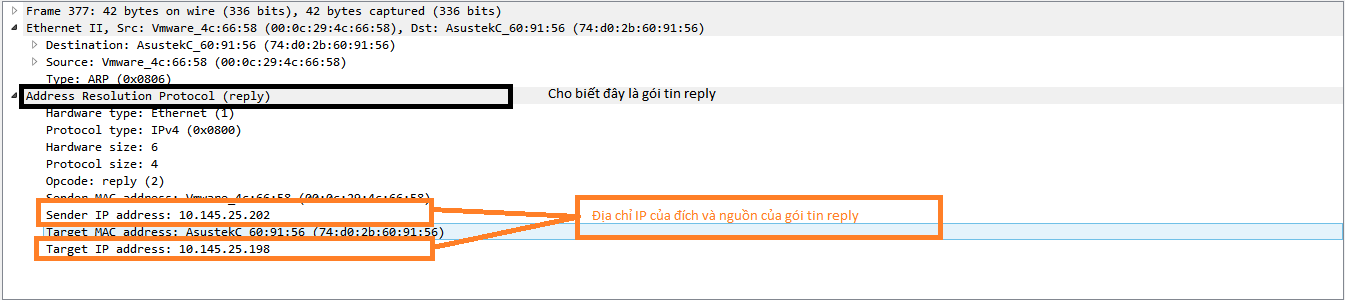 Frame 377: 42 bytes on wire (336 bits), 42 bytes captured (336 bits)
Ethernet II, Src: Vmware_4c:66:58 (00:0c:29:4c:66:58), Dst: AsustekC_60:91:56 (74:d0:2b:60:91:56)
Destination: AsustekC_60:91:56 (74:d0:2b:60:91:56)
Source: Vmware_4c:66:58 (00:0c:29:4c:66:58)
Type: ARP (0x0806)
Address Resolution Protocol (reply)
Cho biết đây là gói tin reply
Hardware type: Ethernet (1)
Protocol type: IPv4 (0x0800)
Hardware size: 6
Protocol size: 4
Opcode: reply (2)
Sender MAC address: Vmware_4c:66:58 (00:0c:29:4c:66:58)
Sender IP address: 10.145.25.202
Địa chỉ IP của đích và nguồn của gói tin reply
Target MAC address: AsustekC_60:91:56 (74:d0:2b:60:91:56)
Target IP address: 10.145.25.198